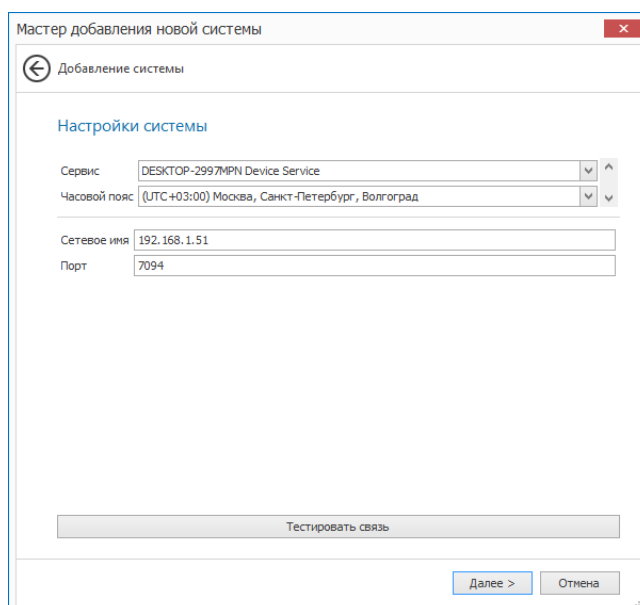 Мастер добавления новой системы
Добавление системы
Настройки системы
Сервис DESKTOP-2997MPN Device Service
Часовой пояс (UTC+03:00) Москва, Санкт-Петербург, Волгоград
Сетевое имя 192.168.1.51
Порт 7094
Тестировать связь
Далее > Отмена